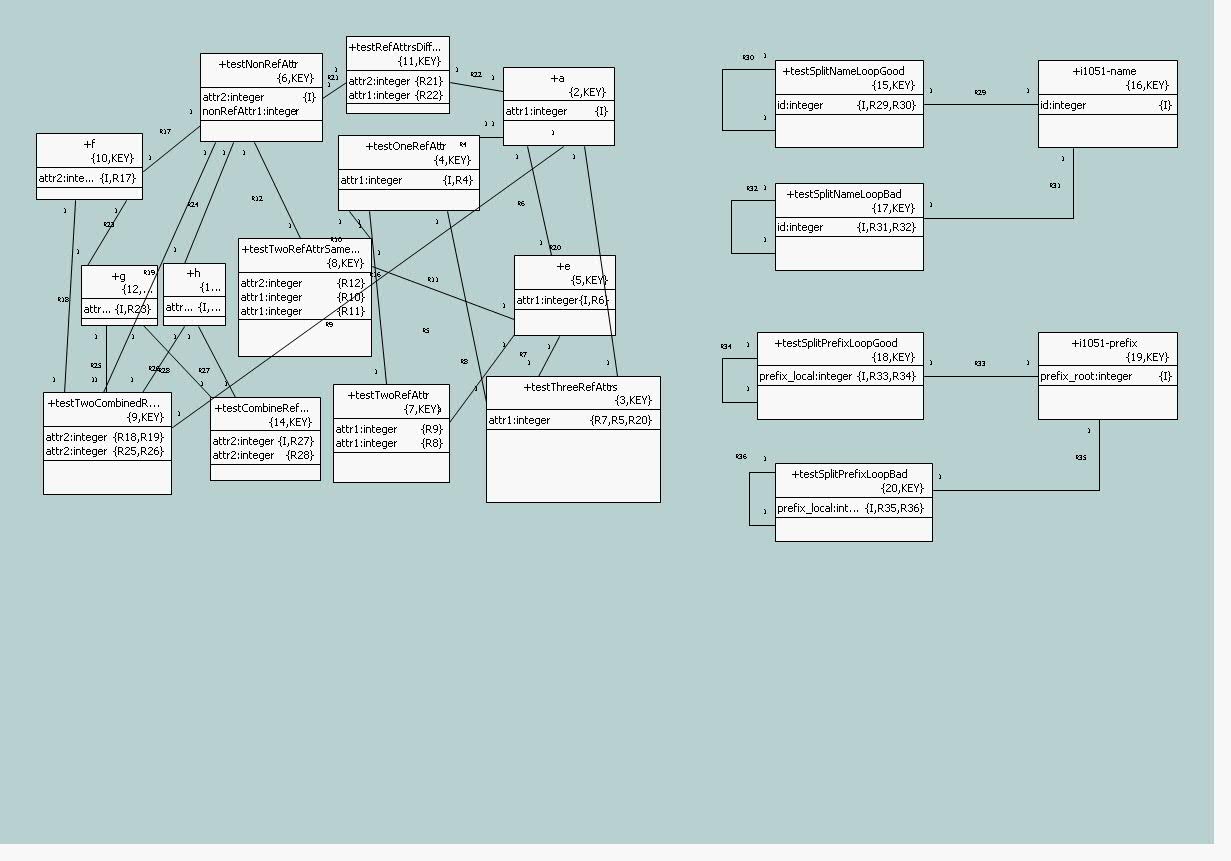 +testNonRefAttr
{6,KEY}
attr2:integer {I}
nonRefAttr1:integer
+testRefAttrsDiff...
{11,KEY}
attr2:integer {R21}
attr1:integer {R22}
+a
{2,KEY}
attr1:integer {I}
+f
{10,KEY}
attr2:inte... {I,R17}
+testOneRefAttr
{4,KEY}
attr1:integer {I,R4}
+g
{12,...
attr... {I,R23}
+h
{1...
attr... {I,...
+testTwoRefAttrSame...
{8,KEY}
attr2:integer {R12}
attr1:integer {R10}
attr1:integer {R11}
+e
{5,KEY}
attr1:integer{I,R6}
+testTwoCombinedR...
{9,KEY}
attr2:integer {R18,R19}
attr2:integer {R25,R26}
+testCombineRef...
{14,KEY}
attr2:integer {I,R27}
attr2:integer {R28}
+testTwoRefAttr
{7,KEY}
attr1:integer {R9}
attr1:integer {R8}
+testThreeRefAttrs
{3,KEY}
attr1:integer {R7,R5,R20}
R21
R22
R17
R4
R24
R12
R6
R23
R10
R20
R19
R16
R11
R18
R9
R5
R7
R8
R25
R28
R27
R30
+testSplitNameLoopGood
{15,KEY}
id:integer {I,R29,R30}
R29
+i1051-name
{16,KEY}
id:integer {I}
R32
+testSplitNameLoopBad
{17,KEY}
id:integer {I,R31,R32}
R31
R34
+testSplitPrefixLoopGood
{18,KEY}
prefix_local:integer {I,R33,R34}
R33
+i1051-prefix
{19,KEY}
prefix_root:integer {I}
R36
+testSplitPrefixLoopBad
{20,KEY}
prefix_local:int... {I,R35,R36}
R35